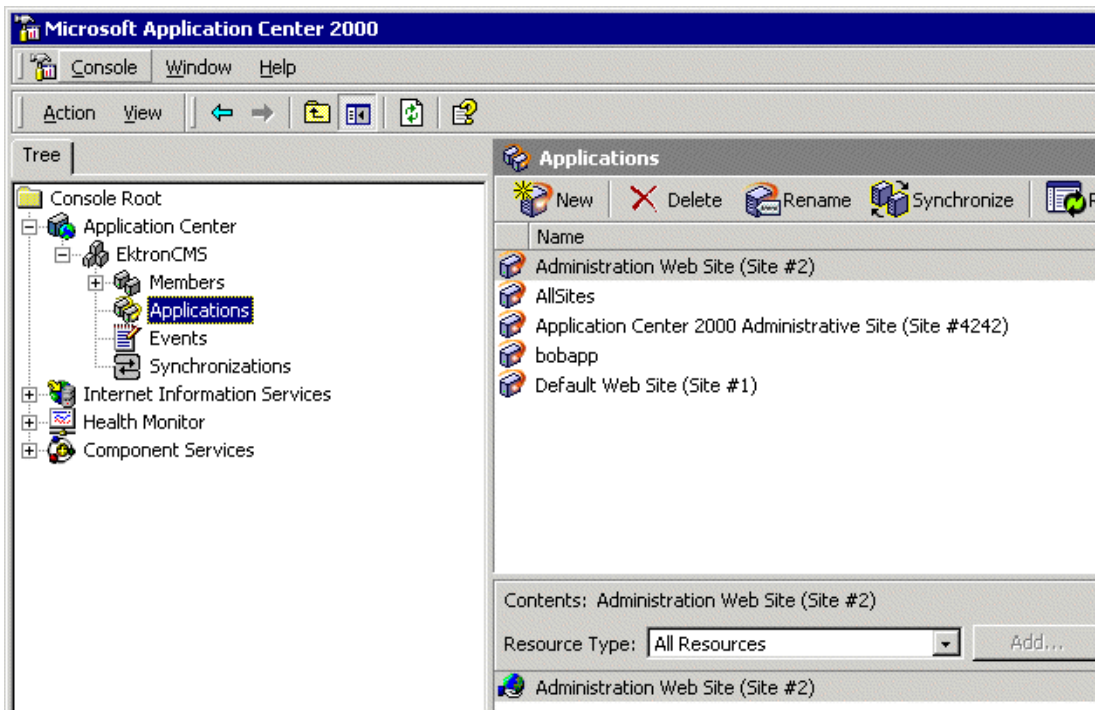 Microsoft Application Center 2000
Console Window Help
Action View
Tree
Console Root
Application Center
EktronCMS
Members
Applications
Events
Synchronizations
Internet Information Services
Health Monitor
Component Services
Applications
New Delete Rename Synchronize R
Name
Administration Web Site (Site #2)
AllSites
Application Center 2000 Administrative Site (Site #4242)
bobapp
Default Web Site (Site #1)
Contents: Administration Web Site (Site #2)
Resource Type: All Resources Add...
Administration Web Site (Site #2)